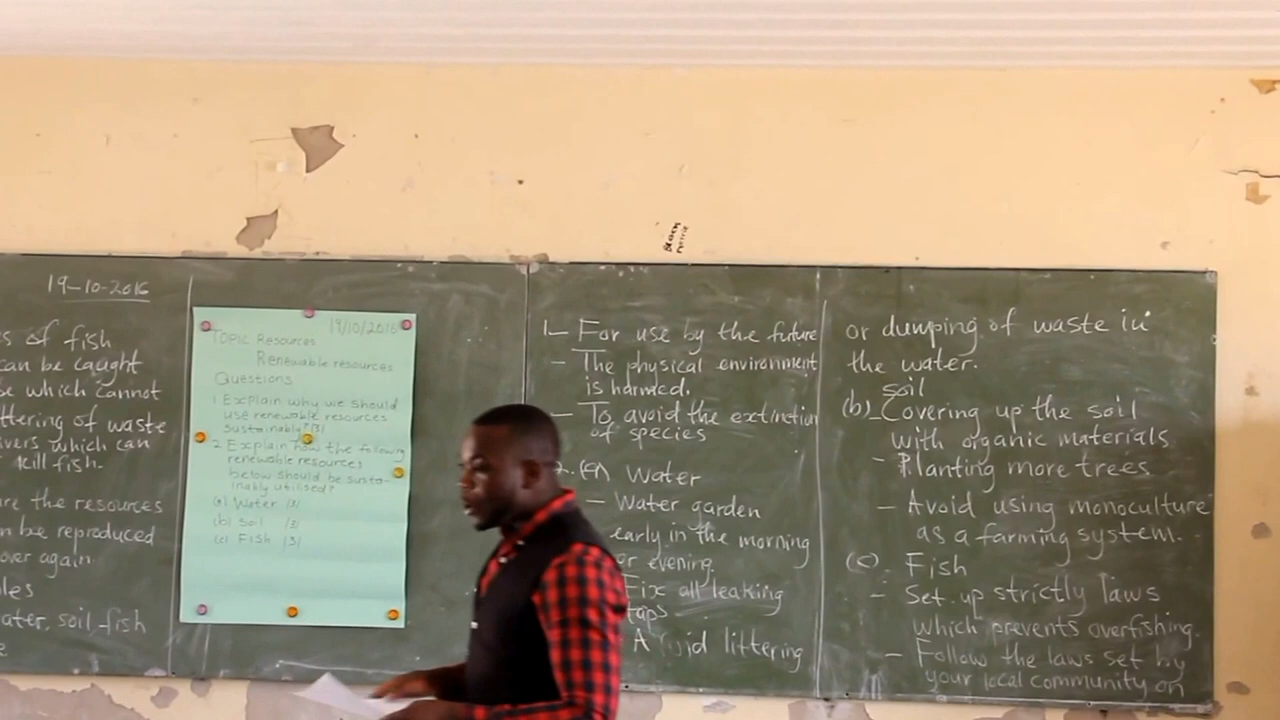 19-10-2016
s of fish
can be caught
se which cannot
ttering of waste
ivers which can
kill fish.
are the resources
n be reproduced
over again
les
ater, soil, fish
e
19/10/2016
TOPIC Resources
Renewable resources
Questions
1 Explain why we should
use renewable resources
sustainably? /3/
2 Explain how the following
renewable resources
below should be susta-
inably utilised?
(a) Water /3/
(b) Soil /3/
(c) Fish /3/
1- For use by the future
- The physical environment
is harmed.
- To avoid the extinction
of species
2. (a) Water
- Water garden
early in the morning
or evening.
Fix all leaking
taps
Avoid littering
or dumping of waste in
the water.
soil
(b)- Covering up the soil
with organic materials
- Planting more trees
- Avoid using monoculture
as a farming system.
(c). Fish
- Set up strictly laws
which prevents overfishing.
- Follow the laws set by
your local community on